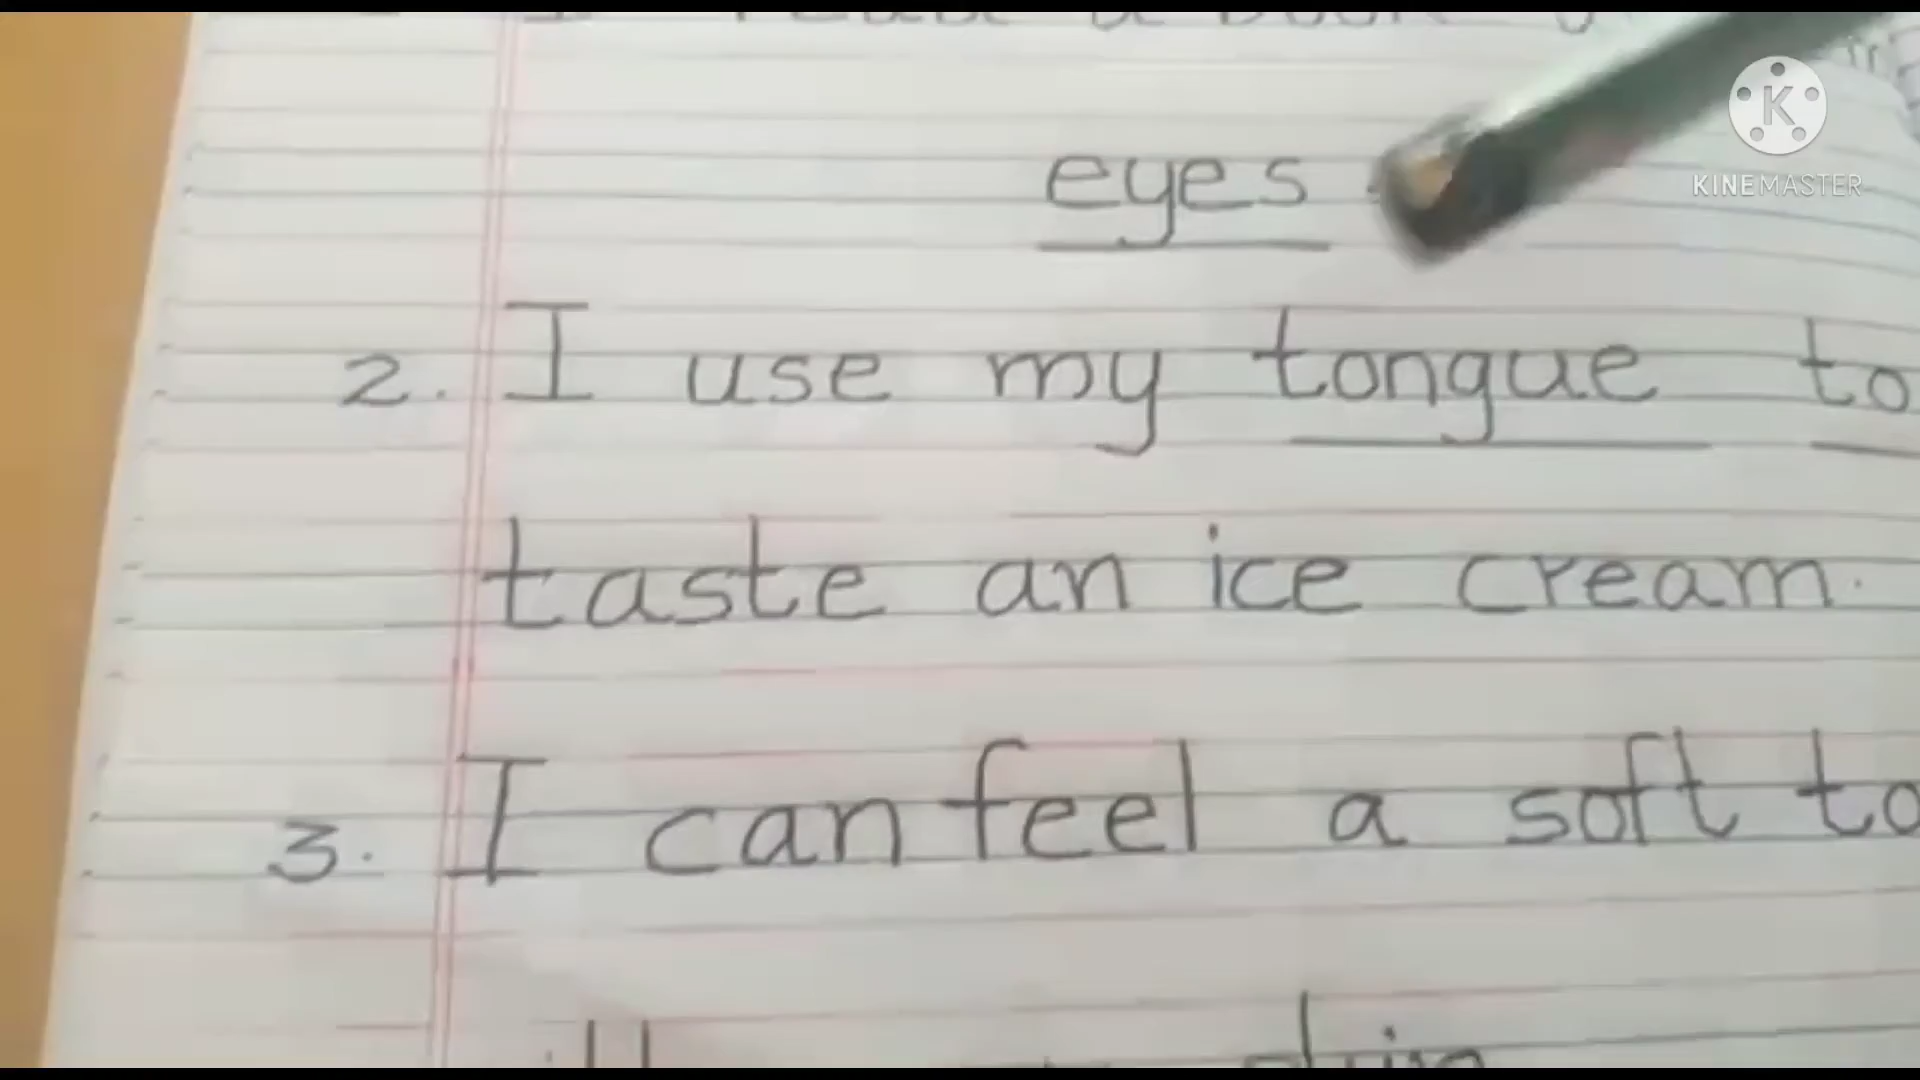 eyes
2. I use my tongue to
taste an ice cream.
3. I can feel a soft to
KINEMASTER